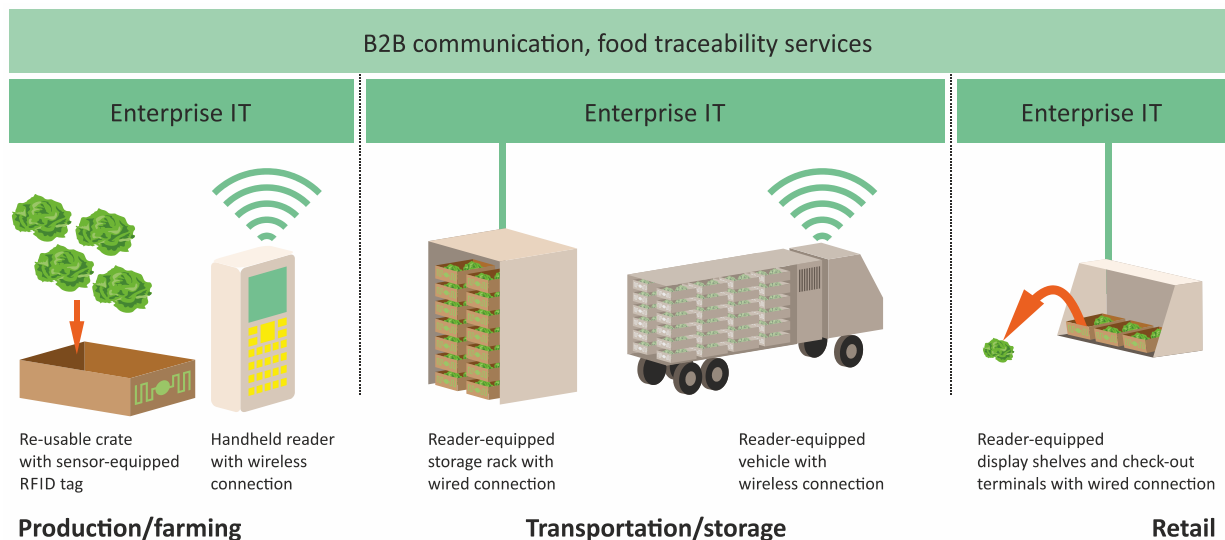 B2B communication, food traceability services
Enterprise IT
Enterprise IT
Enterprise IT
Re-usable crate
with sensor-equipped
RFID tag
Handheld reader
with wireless
connection
Reader-equipped
storage rack with
wired connection
Reader-equipped
vehicle with
wireless connection
Reader-equipped
display shelves and check-out
terminals with wired connection
Production/farming
Transportation/storage
Retail